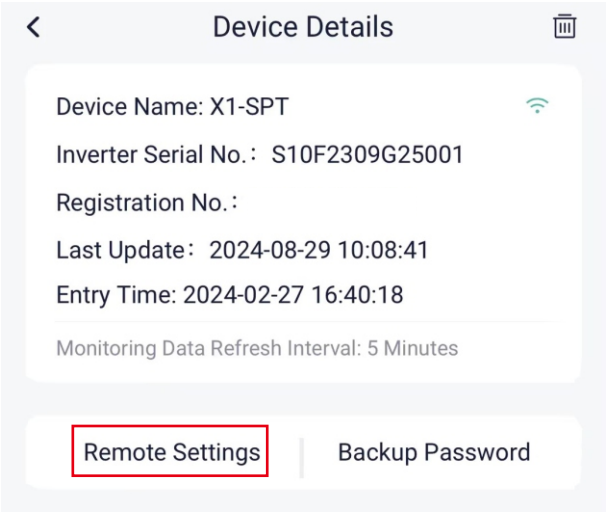 Device Details
Device Name: X1-SPT
Inverter Serial No.: S10F2309G25001
Registration No.:
Last Update: 2024-08-29 10:08:41
Entry Time: 2024-02-27 16:40:18
Monitoring Data Refresh Interval: 5 Minutes
Remote Settings
Backup Password